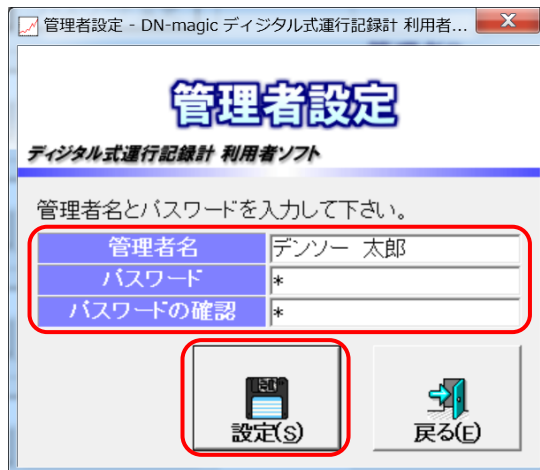 管理者設定 - DN-magic ディジタル式運行記録計 利用者...
管理者設定
ディジタル式運行記録計 利用者ソフト
管理者名とパスワードを入力して下さい。
管理者名 デンソー 太郎
パスワード *
パスワードの確認 *
設定(S) 戻る(E)